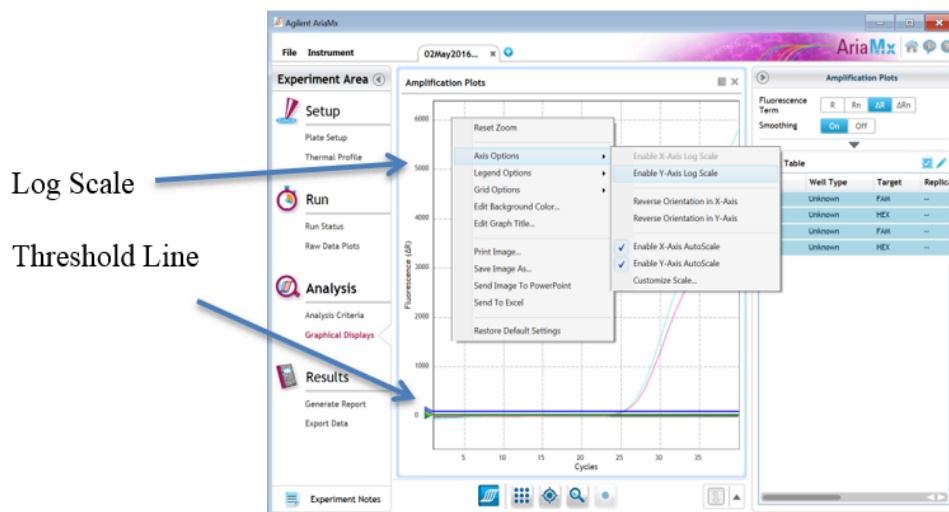 Log Scale
Threshold Line
Agilent AriaMx
File Instrument
02May2016... x
AriaMx
Experiment Area
Setup
Plate Setup
Thermal Profile
Run
Run Status
Raw Data Plots
Analysis
Analysis Criteria
Graphical Displays
Results
Generate Report
Export Data
Experiment Notes
Amplification Plots
6000
5000
4000
3000
2000
1000
0
Fluorescence (ΔR)
5 10 15 20 25 30 35
Cycles
Reset Zoom
Axis Options
Legend Options
Grid Options
Edit Background Color...
Edit Graph Title...
Print Image...
Save Image As...
Send Image To PowerPoint
Send To Excel
Restore Default Settings
Enable X-Axis Log Scale
Enable Y-Axis Log Scale
Reverse Orientation in X-Axis
Reverse Orientation in Y-Axis
Enable X-Axis AutoScale
Enable Y-Axis AutoScale
Customize Scale...
Amplification Plots
Fluorescence
Term
R Rn ΔR ΔRn
Smoothing On Off
Table
Well Type Target Replica
Unknown FAM --
Unknown HEX --
Unknown FAM --
Unknown HEX --